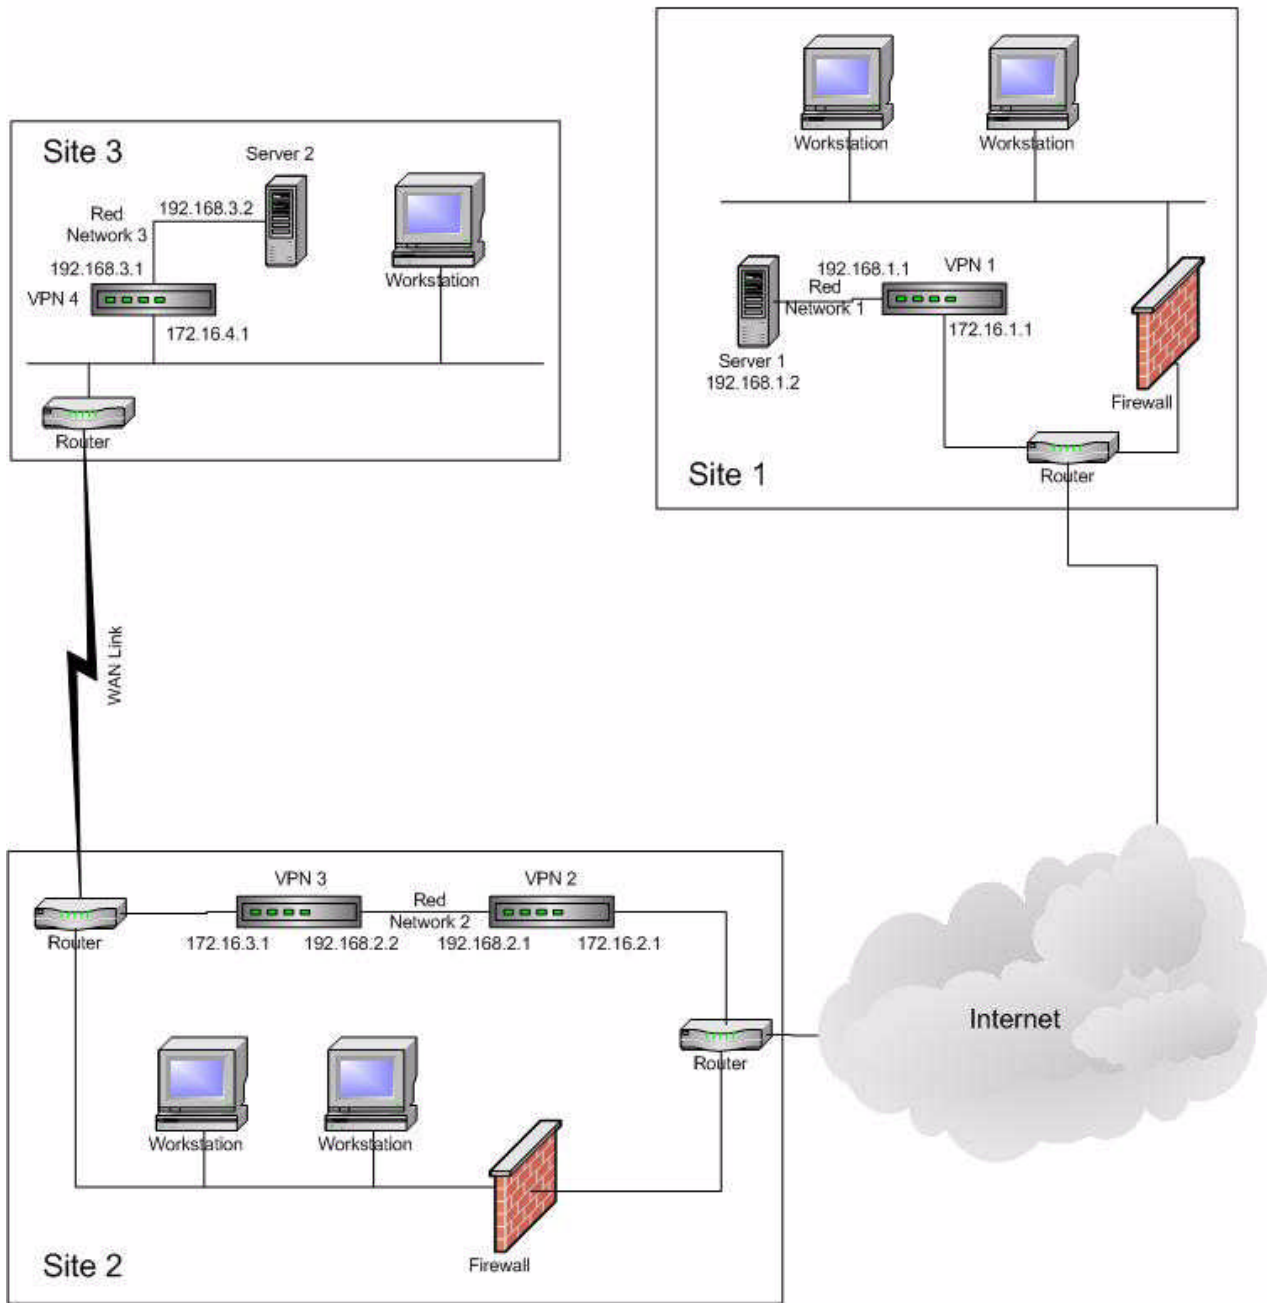 Workstation
Workstation
192.168.1.1
VPN 1
Red
Network 1
172.16.1.1
Server 1
192.168.1.2
Firewall
Router
Site 1
Site 3
Server 2
192.168.3.2
Red
Network 3
192.168.3.1
VPN 4
172.16.4.1
Workstation
Router
WAN Link
VPN 3
VPN 2
Red
Network 2
Router
172.16.3.1
192.168.2.2
192.168.2.1
172.16.2.1
Internet
Router
Workstation
Workstation
Firewall
Site 2